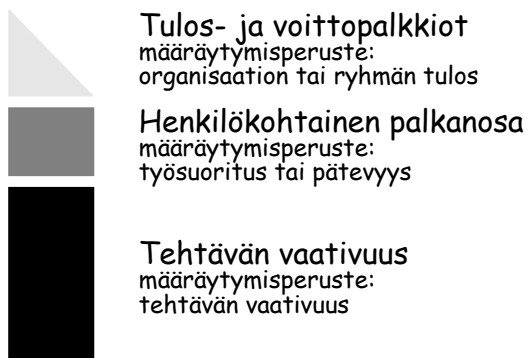 Tulos- ja voittopalkkiot
määräytymisperuste:
organisaation tai ryhmän tulos
Henkilökohtainen palkanosa
määräytymisperuste:
työsuoritus tai pätevyys
Tehtävän vaativuus
määräytymisperuste:
tehtävän vaativuus